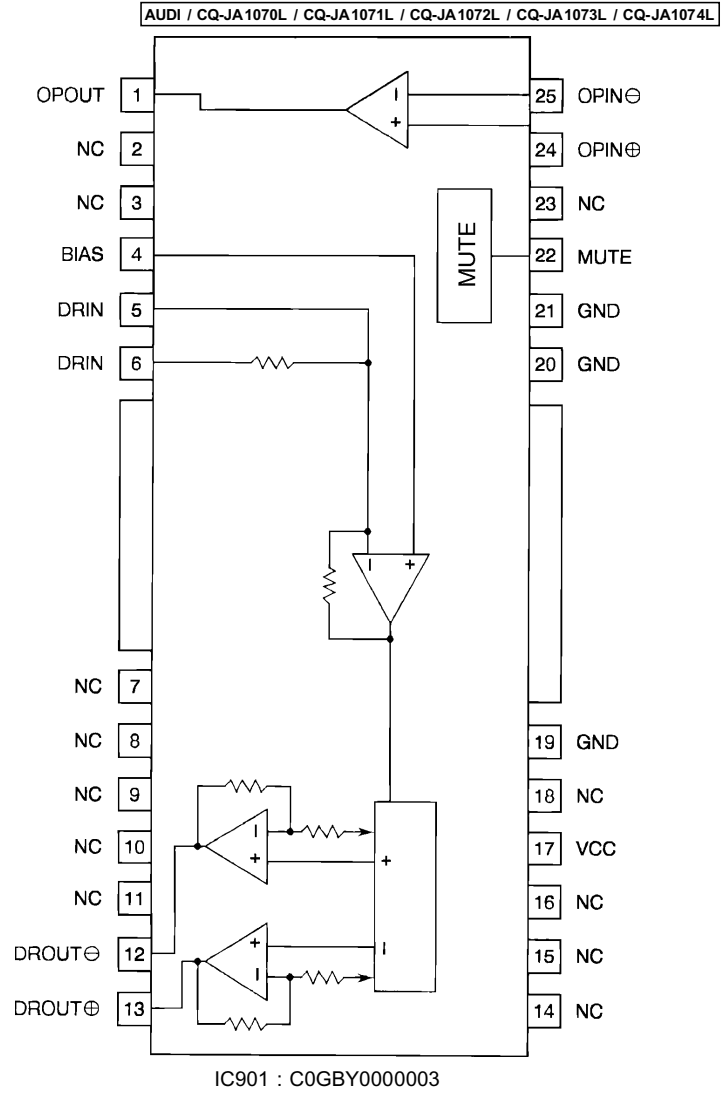 AUDI / CQ-JA1070L / CQ-JA1071L / CQ-JA1072L / CQ-JA1073L / CQ-JA1074L
OPOUT 1
NC 2
NC 3
BIAS 4
DRIN 5
DRIN 6
NC 7
NC 8
NC 9
NC 10
NC 11
DROUT⊖ 12
DROUT⊕ 13
25 OPIN⊖
24 OPIN⊕
23 NC
22 MUTE
21 GND
20 GND
19 GND
18 NC
17 VCC
16 NC
15 NC
14 NC
MUTE
− +
− +
− + +
+ − −
IC901 : C0GBY0000003